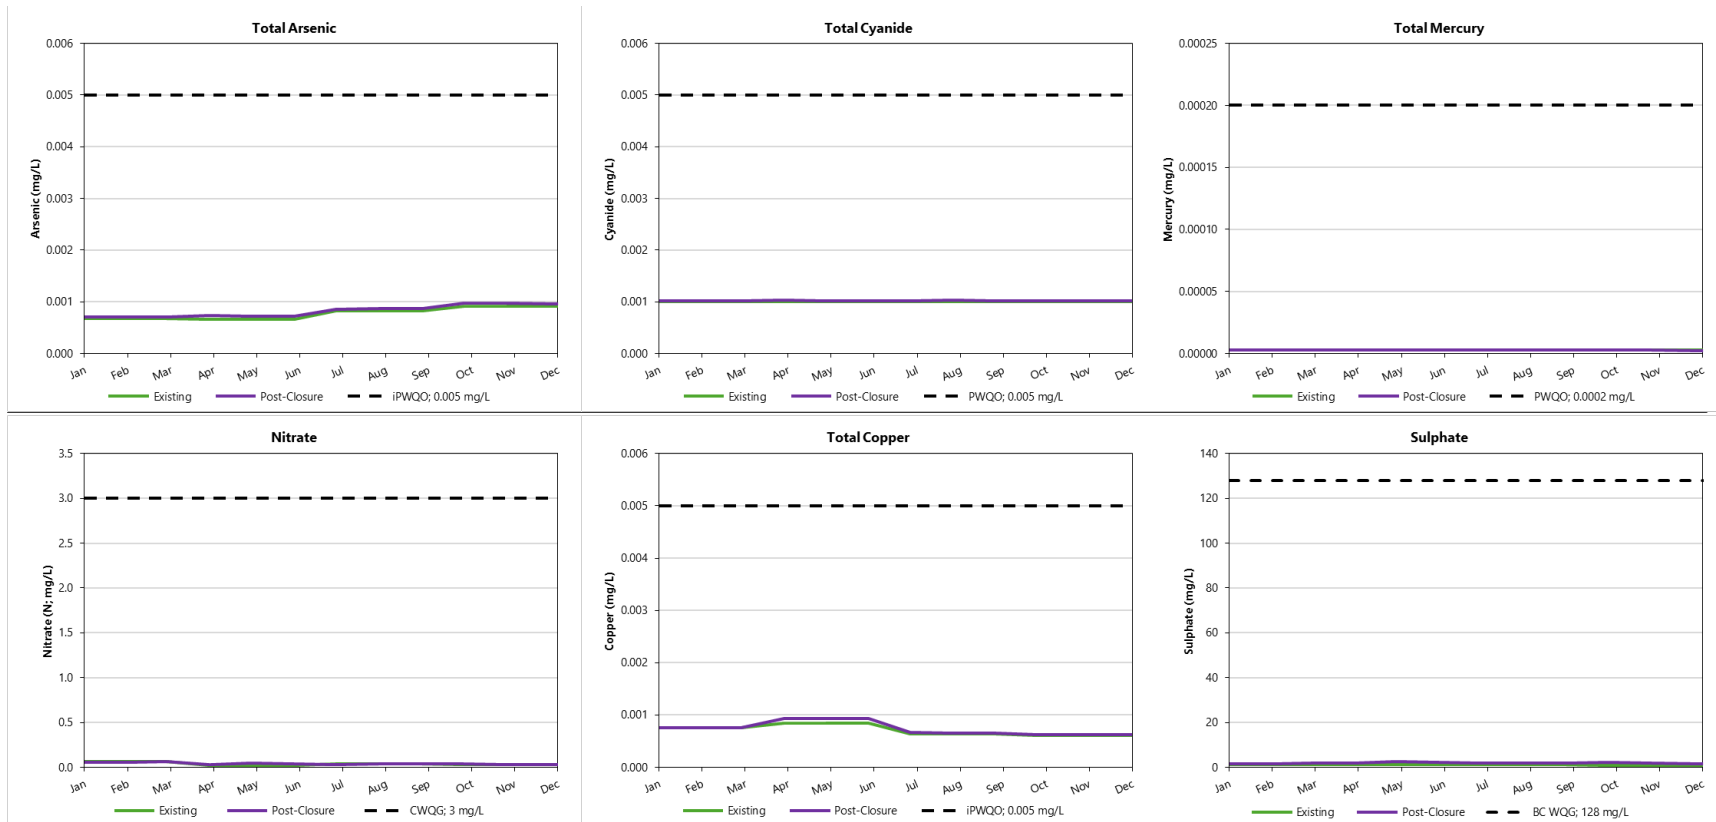 Total Arsenic
0.006
0.005
0.004
0.003
0.002
0.001
0.000
Arsenic (mg/L)
Jan Feb Mar Apr May Jun Jul Aug Sep Oct Nov Dec
Existing Post-Closure iPWQO; 0.005 mg/L
Total Cyanide
0.006
0.005
0.004
0.003
0.002
0.001
0.000
Cyanide (mg/L)
Jan Feb Mar Apr May Jun Jul Aug Sep Oct Nov Dec
Existing Post-Closure PWQO; 0.005 mg/L
Total Mercury
0.00025
0.00020
0.00015
0.00010
0.00005
0.00000
Mercury (mg/L)
Jan Feb Mar Apr May Jun Jul Aug Sep Oct Nov Dec
Existing Post-Closure PWQO; 0.0002 mg/L
Nitrate
3.5
3.0
2.5
2.0
1.5
1.0
0.5
0.0
Nitrate (N; mg/L)
Jan Feb Mar Apr May Jun Jul Aug Sep Oct Nov Dec
Existing Post-Closure CWQG; 3 mg/L
Total Copper
0.006
0.005
0.004
0.003
0.002
0.001
0.000
Copper (mg/L)
Jan Feb Mar Apr May Jun Jul Aug Sep Oct Nov Dec
Existing Post-Closure iPWQO; 0.005 mg/L
Sulphate
140
120
100
80
60
40
20
0
Sulphate (mg/L)
Jan Feb Mar Apr May Jun Jul Aug Sep Oct Nov Dec
Existing Post-Closure BC WQG; 128 mg/L